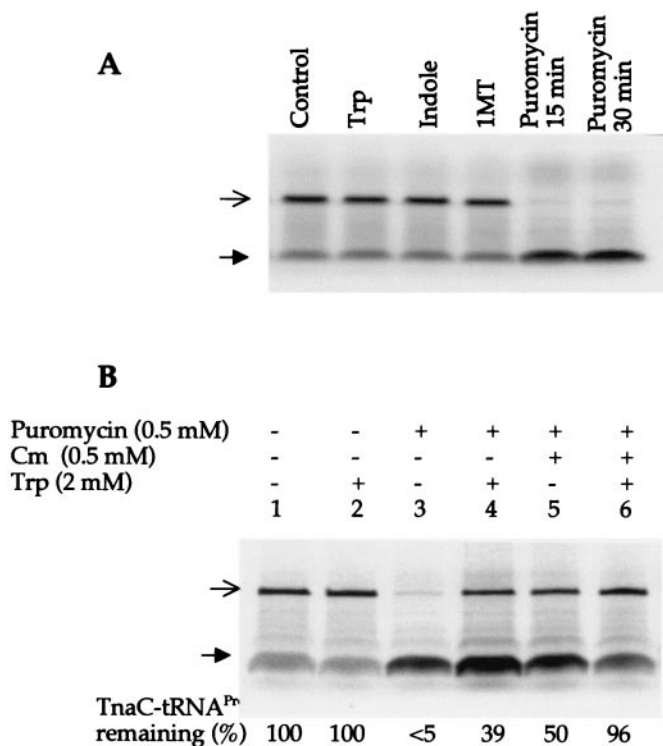 A
Control
Trp
Indole
1MT
Puromycin
15 min
Puromycin
30 min
B
Puromycin (0.5 mM) - - + + + +
Cm (0.5 mM) - - - - + +
Trp (2 mM) - + - + - +
1 2 3 4 5 6
TnaC-tRNAᴾʳ
remaining (%) 100 100 <5 39 50 96